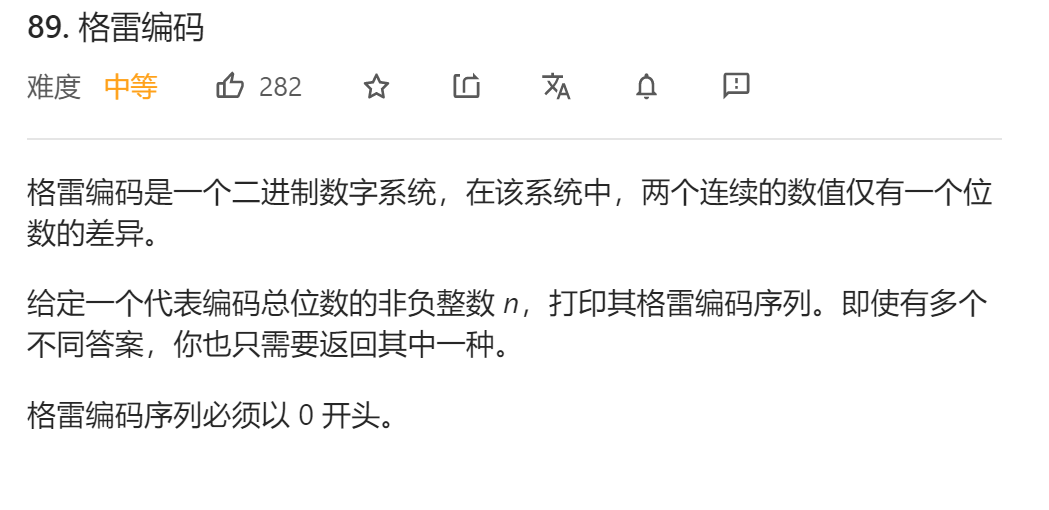 89. 格雷编码
难度 中等 282
格雷编码是一个二进制数字系统，在该系统中，两个连续的数值仅有一个位
数的差异。
给定一个代表编码总位数的非负整数 n，打印其格雷编码序列。即使有多个
不同答案，你也只需要返回其中一种。
格雷编码序列必须以 0 开头。